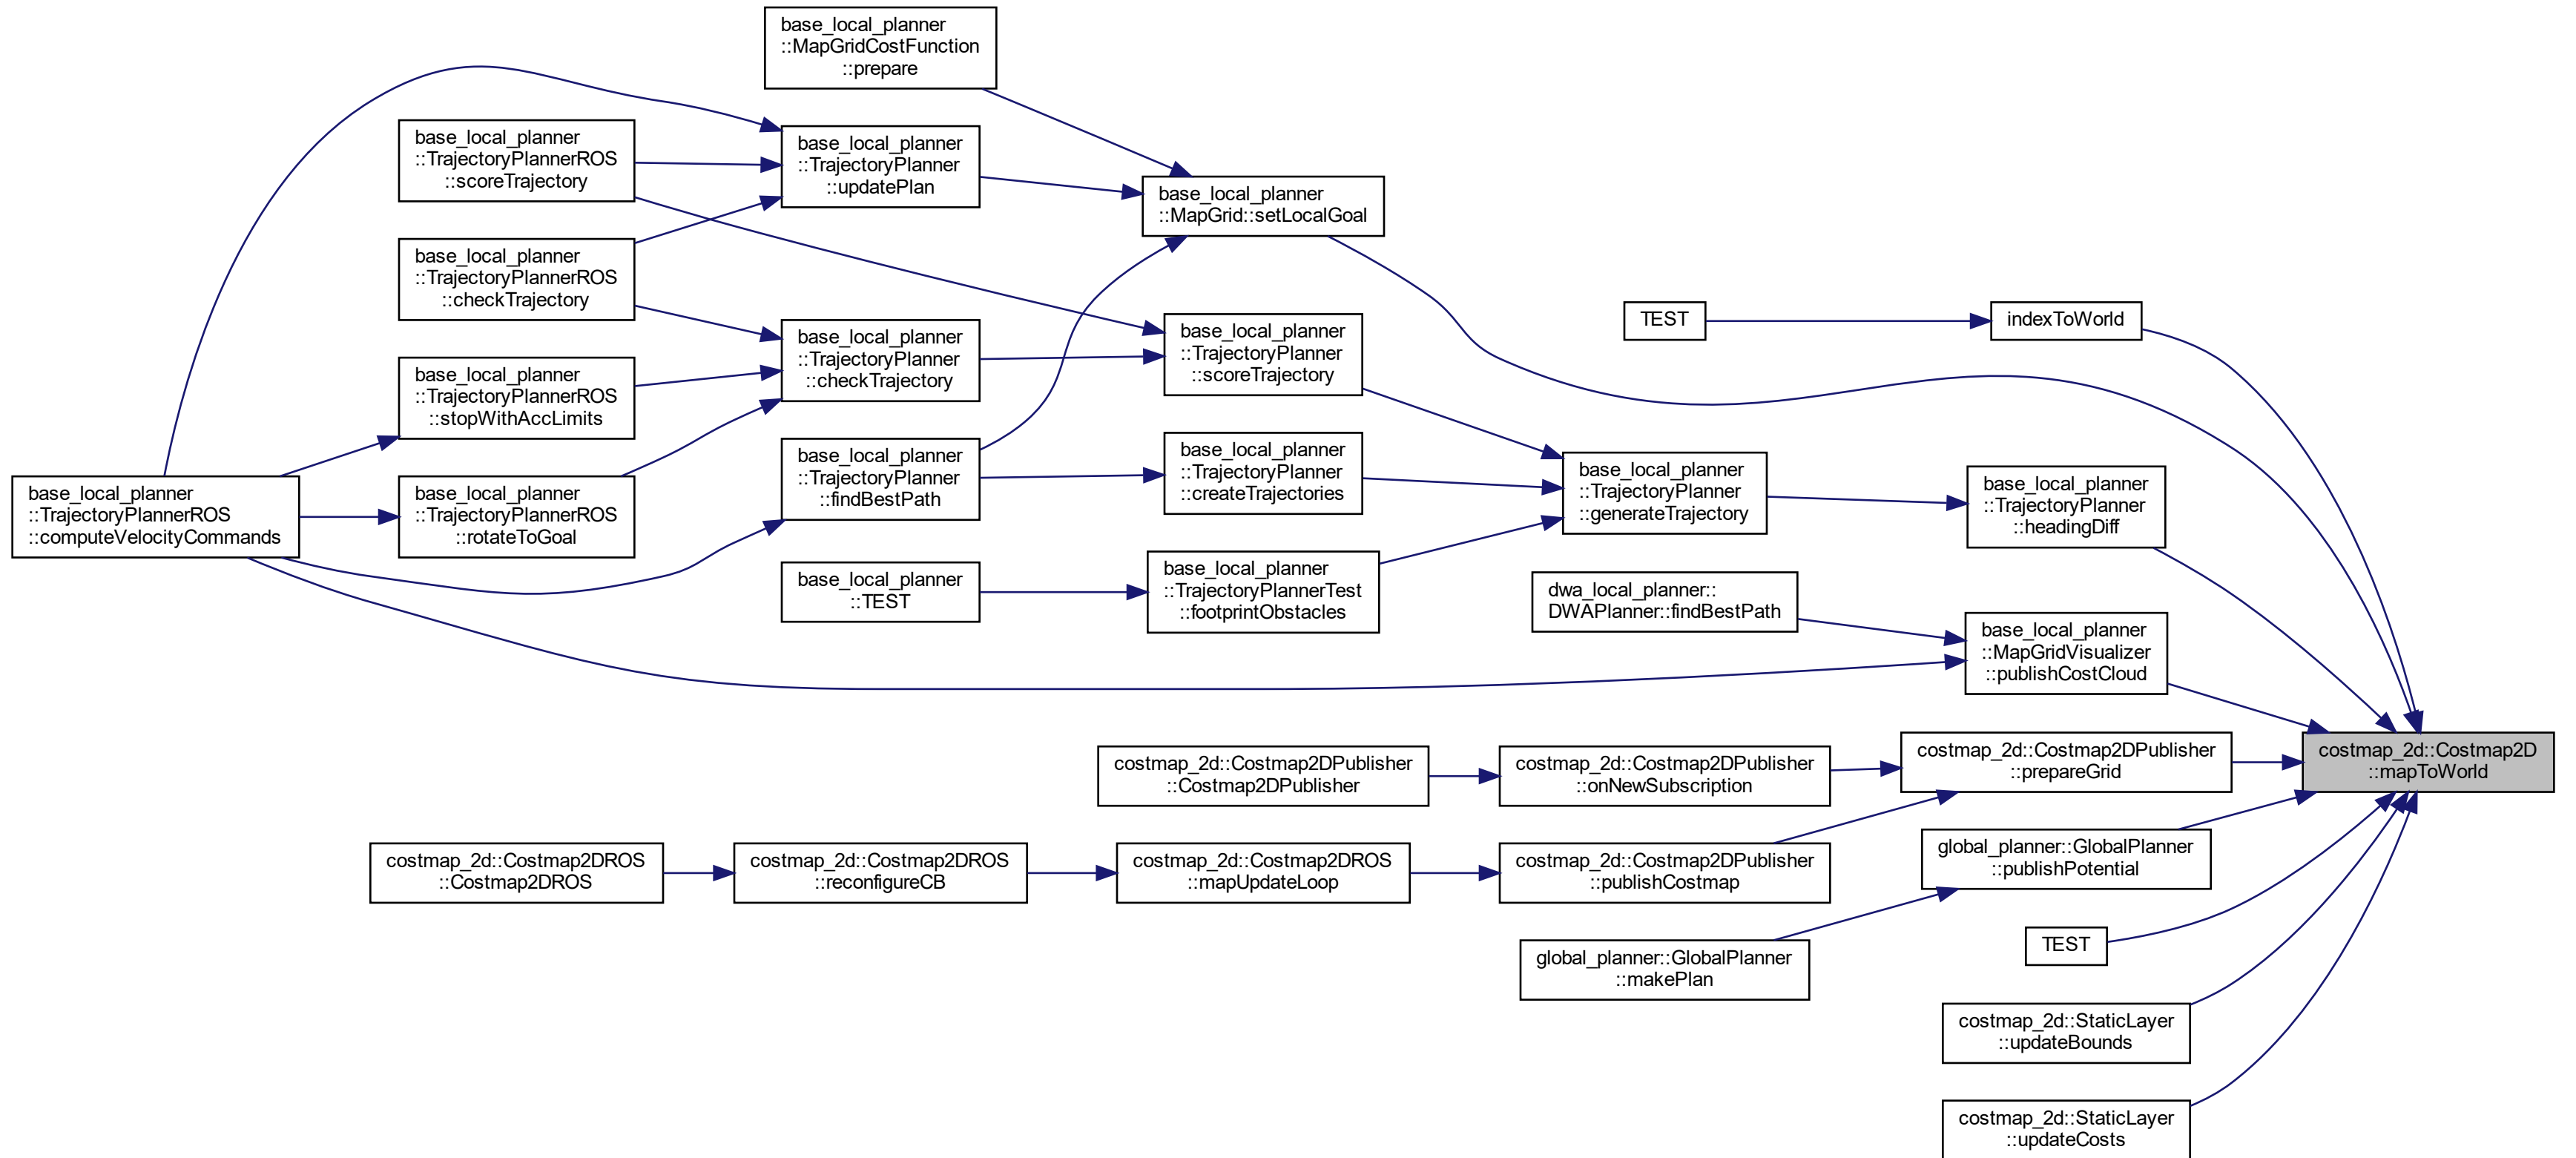 base_local_planner
::MapGridCostFunction
::prepare
base_local_planner
::TrajectoryPlannerROS
::scoreTrajectory
base_local_planner
::TrajectoryPlanner
::updatePlan
base_local_planner
::MapGrid::setLocalGoal
base_local_planner
::TrajectoryPlannerROS
::checkTrajectory
TEST
indexToWorld
base_local_planner
::TrajectoryPlanner
::checkTrajectory
base_local_planner
::TrajectoryPlanner
::scoreTrajectory
base_local_planner
::TrajectoryPlannerROS
::stopWithAccLimits
base_local_planner
::TrajectoryPlanner
::findBestPath
base_local_planner
::TrajectoryPlanner
::createTrajectories
base_local_planner
::TrajectoryPlanner
::generateTrajectory
base_local_planner
::TrajectoryPlanner
::headingDiff
base_local_planner
::TrajectoryPlannerROS
::computeVelocityCommands
base_local_planner
::TrajectoryPlannerROS
::rotateToGoal
base_local_planner
::TEST
base_local_planner
::TrajectoryPlannerTest
::footprintObstacles
dwa_local_planner::
DWAPlanner::findBestPath
base_local_planner
::MapGridVisualizer
::publishCostCloud
costmap_2d::Costmap2DPublisher
::Costmap2DPublisher
costmap_2d::Costmap2DPublisher
::onNewSubscription
costmap_2d::Costmap2DPublisher
::prepareGrid
costmap_2d::Costmap2D
::mapToWorld
costmap_2d::Costmap2DROS
::Costmap2DROS
costmap_2d::Costmap2DROS
::reconfigureCB
costmap_2d::Costmap2DROS
::mapUpdateLoop
costmap_2d::Costmap2DPublisher
::publishCostmap
global_planner::GlobalPlanner
::publishPotential
TEST
global_planner::GlobalPlanner
::makePlan
costmap_2d::StaticLayer
::updateBounds
costmap_2d::StaticLayer
::updateCosts